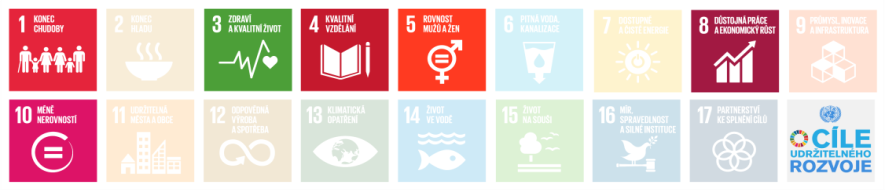 1 KONEC
CHUDOBY
2 KONEC
HLADU
3 ZDRAVÍ
A KVALITNÍ ŽIVOT
4 KVALITNÍ
VZDĚLÁNÍ
5 ROVNOST
MUŽŮ A ŽEN
6 PITNÁ VODA,
KANALIZACE
7 DOSTUPNÉ
A ČISTÉ ENERGIE
8 DŮSTOJNÁ PRÁCE
A EKONOMICKÝ RŮST
9 PRŮMYSL, INOVACE
A INFRASTRUKTURA
10 MÉNĚ
NEROVNOSTÍ
11 UDRŽITELNÁ
MĚSTA A OBCE
12 ODPOVĚDNÁ
VÝROBA
A SPOTŘEBA
13 KLIMATICKÁ
OPATŘENÍ
14 ŽIVOT
VE VODĚ
15 ŽIVOT
NA SOUŠI
16 MÍR,
SPRAVEDLNOST
A SILNÉ INSTITUCE
17 PARTNERSTVÍ
KE SPLNĚNÍ CÍLŮ
CÍLE
UDRŽITELNÉHO
ROZVOJE